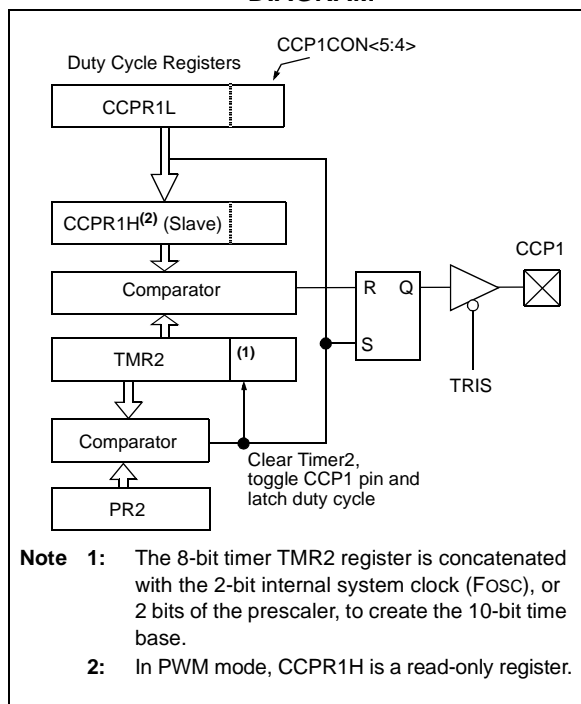 DIAGRAM
CCP1CON<5:4>
Duty Cycle Registers
CCPR1L
CCPR1H(2) (Slave)
CCP1
Comparator
R Q
S
TMR2
(1)
TRIS
Comparator
Clear Timer2,
toggle CCP1 pin and
latch duty cycle
PR2
Note 1: The 8-bit timer TMR2 register is concatenated
with the 2-bit internal system clock (FOSC), or
2 bits of the prescaler, to create the 10-bit time
base.
2: In PWM mode, CCPR1H is a read-only register.